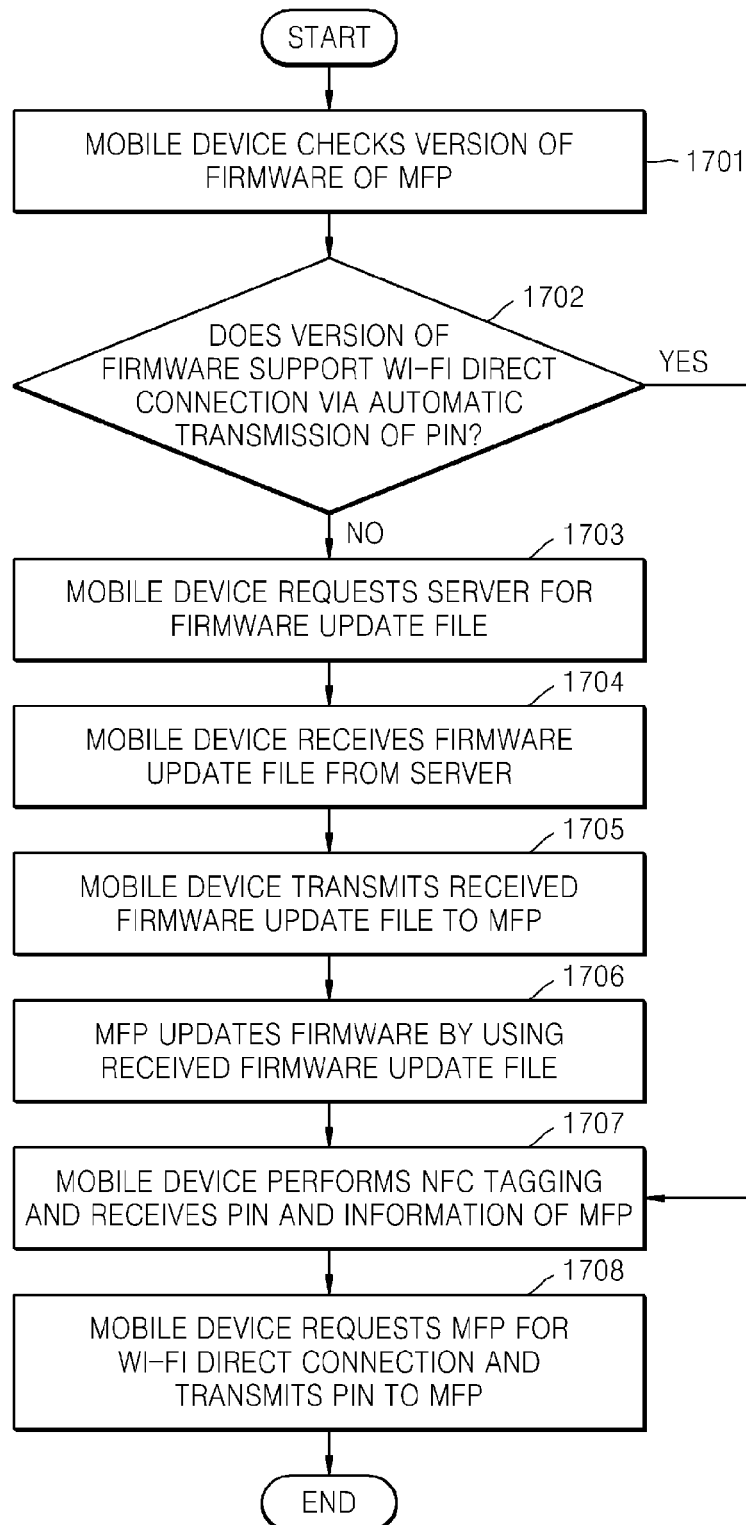 START
MOBILE DEVICE CHECKS VERSION OF
FIRMWARE OF MFP
1701
1702
DOES VERSION OF
FIRMWARE SUPPORT WI-FI DIRECT
CONNECTION VIA AUTOMATIC
TRANSMISSION OF PIN?
YES
NO
1703
MOBILE DEVICE REQUESTS SERVER FOR
FIRMWARE UPDATE FILE
1704
MOBILE DEVICE RECEIVES FIRMWARE
UPDATE FILE FROM SERVER
1705
MOBILE DEVICE TRANSMITS RECEIVED
FIRMWARE UPDATE FILE TO MFP
1706
MFP UPDATES FIRMWARE BY USING
RECEIVED FIRMWARE UPDATE FILE
1707
MOBILE DEVICE PERFORMS NFC TAGGING
AND RECEIVES PIN AND INFORMATION OF MFP
1708
MOBILE DEVICE REQUESTS MFP FOR
WI-FI DIRECT CONNECTION AND
TRANSMITS PIN TO MFP
END